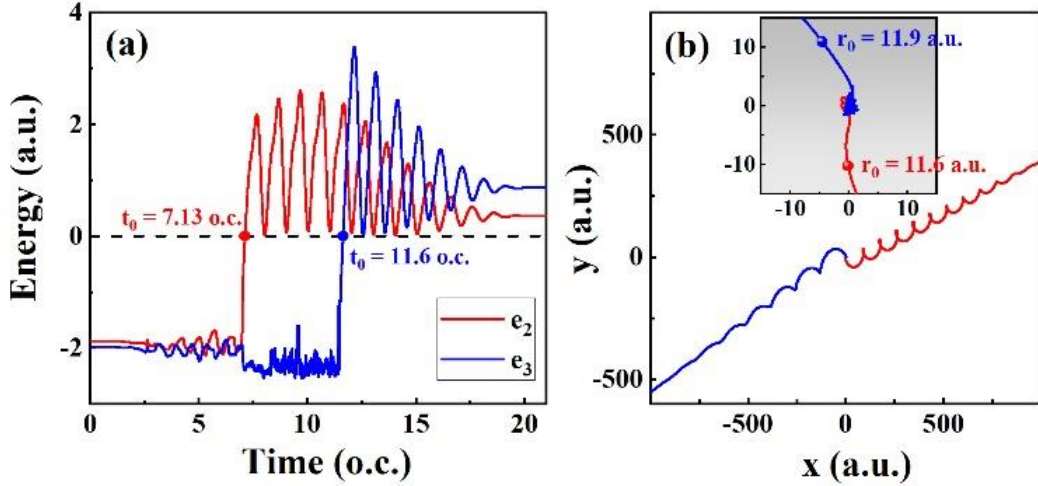 (a)
4
2
0
-2
Energy (a.u.)
t0 = 7.13 o.c.
t0 = 11.6 o.c.
e2
e3
0
5
10
15
20
Time (o.c.)
(b)
10
0
-10
r0 = 11.9 a.u.
r0 = 11.6 a.u.
-10
0
10
500
0
-500
y (a.u.)
-500
0
500
x (a.u.)